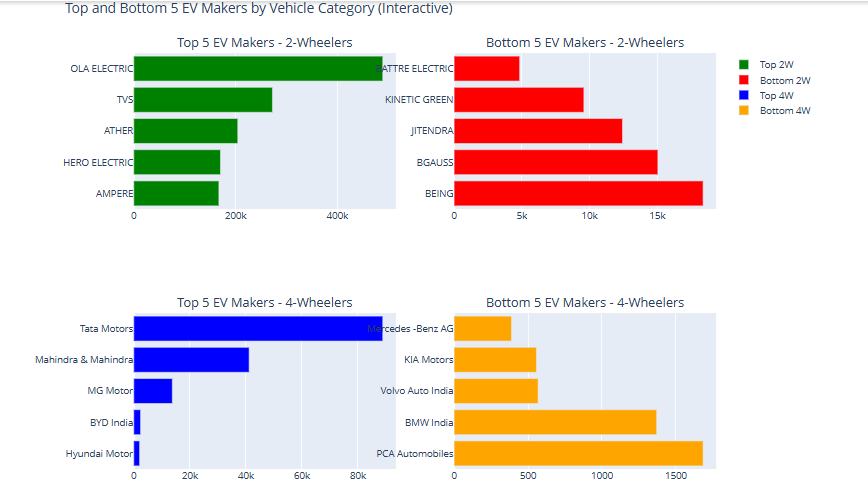 Top and Bottom 5 EV Makers by Vehicle Category (Interactive)
Top 5 EV Makers - 2-Wheelers
OLA ELECTRIC
TVS
ATHER
HERO ELECTRIC
AMPERE
0 200k 400k
Bottom 5 EV Makers - 2-Wheelers
BATTRE ELECTRIC
KINETIC GREEN
JITENDRA
BGAUSS
BEING
0 5k 10k 15k
Top 2W
Bottom 2W
Top 4W
Bottom 4W
Top 5 EV Makers - 4-Wheelers
Tata Motors
Mahindra & Mahindra
MG Motor
BYD India
Hyundai Motor
0 20k 40k 60k 80k
Bottom 5 EV Makers - 4-Wheelers
Mercedes -Benz AG
KIA Motors
Volvo Auto India
BMW India
PCA Automobiles
0 500 1000 1500